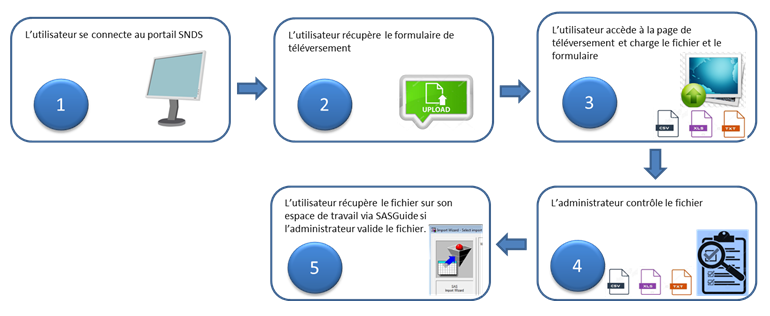 L'utilisateur se connecte au portail SNDS
1
L'utilisateur récupère le formulaire de
téléversement
2
UPLOAD
L'utilisateur accède à la page de
téléversement et charge le fichier et le
formulaire
3
CSV
XLS
TXT
L'administrateur contrôle le fichier
4
CSV
XLS
TXT
L'utilisateur récupère le fichier sur son
espace de travail via SASGuide si
l'administrateur valide le fichier.
5
Import Wizard - Select import
SAS
Import Wizard